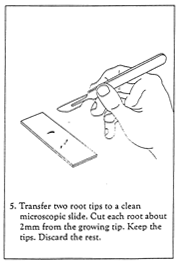 5. Transfer two root tips to a clean
microscopic slide. Cut each root about
2mm from the growing tip. Keep the
tips. Discard the rest.